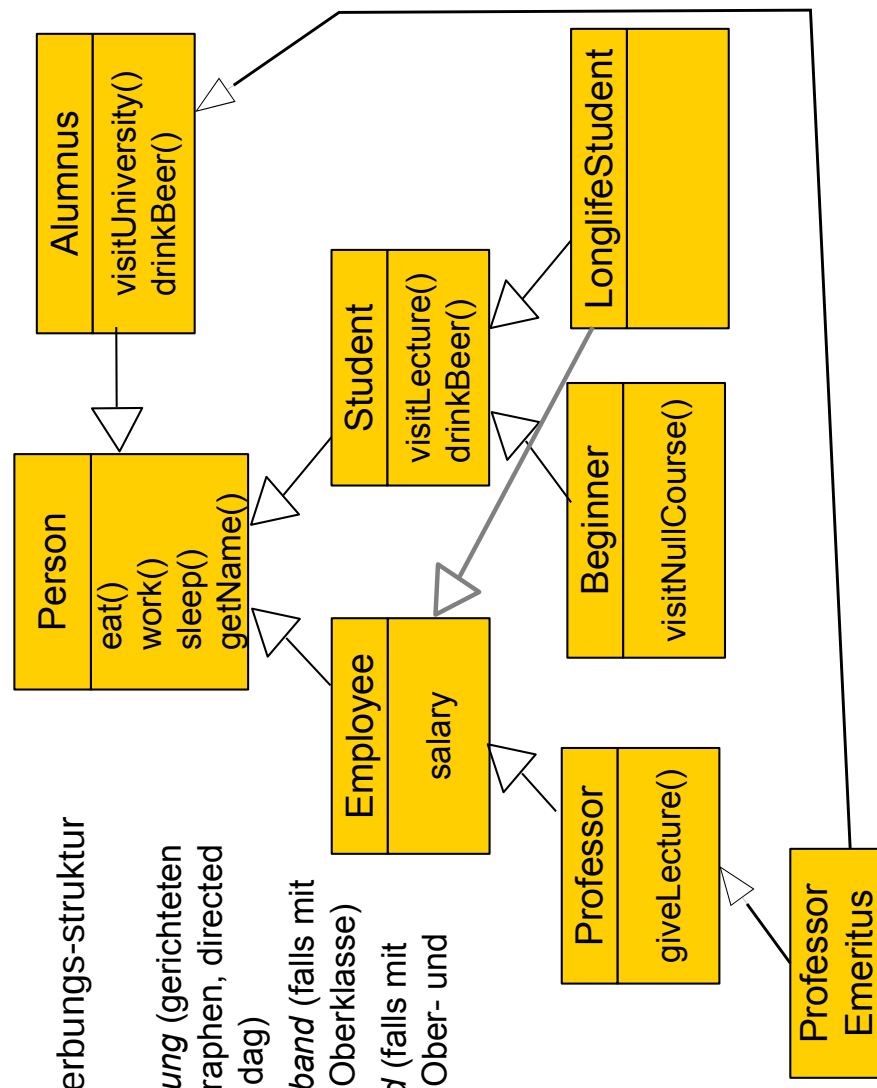 erbungs-struktur
ung (gerichteten
raphen, directed
dag)
band (falls mit
Oberklasse)
d (falls mit
Ober- und
Person
eat()
work()
sleep()
getName()
Alumnus
visitUniversity()
drinkBeer()
Employee
salary
Student
visitLecture()
drinkBeer()
Professor
giveLecture()
Beginner
visitNullCourse()
LonglifeStudent
Professor
Emeritus